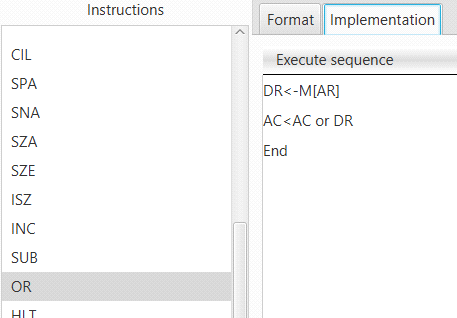 Instructions
CIL
SPA
SNA
SZA
SZE
ISZ
INC
SUB
OR
HLT
Format
Implementation
Execute sequence
DR<-M[AR]
AC<AC or DR
End